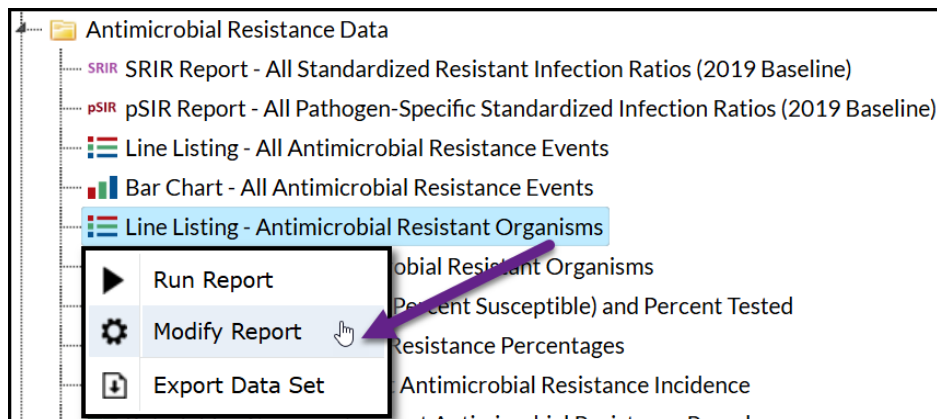 Antimicrobial Resistance Data
SRIR SRIR Report - All Standardized Resistant Infection Ratios (2019 Baseline)
pSIR pSIR Report - All Pathogen-Specific Standardized Infection Ratios (2019 Baseline)
Line Listing - All Antimicrobial Resistance Events
Bar Chart - All Antimicrobial Resistance Events
Line Listing - Antimicrobial Resistant Organisms
Run Report
obial Resistant Organisms
Percent Susceptible) and Percent Tested
Modify Report
Resistance Percentages
Export Data Set
Antimicrobial Resistance Incidence